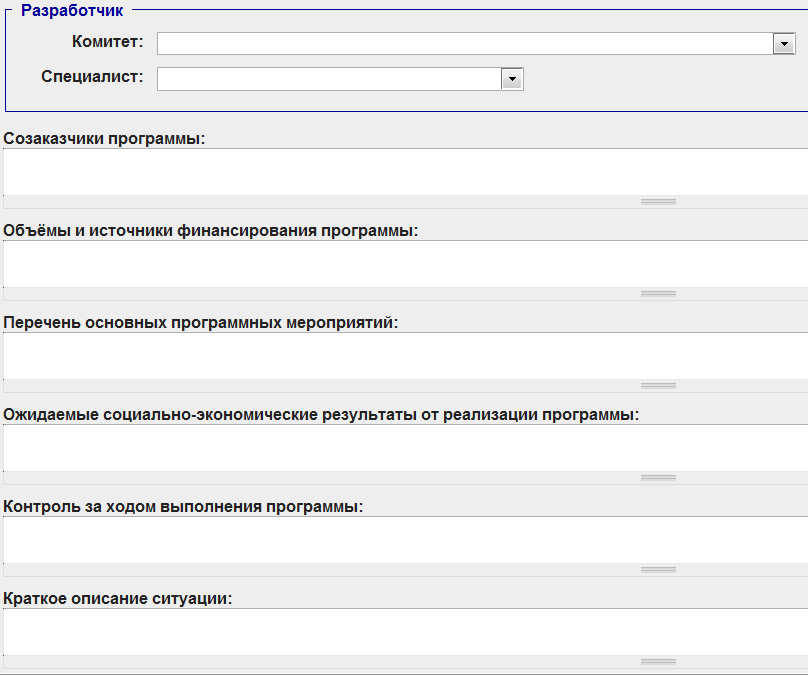 Разработчик
Комитет:
Специалист:
Созаказчики программы:
Объёмы и источники финансирования программы:
Перечень основных программных мероприятий:
Ожидаемые социально-экономические результаты от реализации программы:
Контроль за ходом выполнения программы:
Краткое описание ситуации: